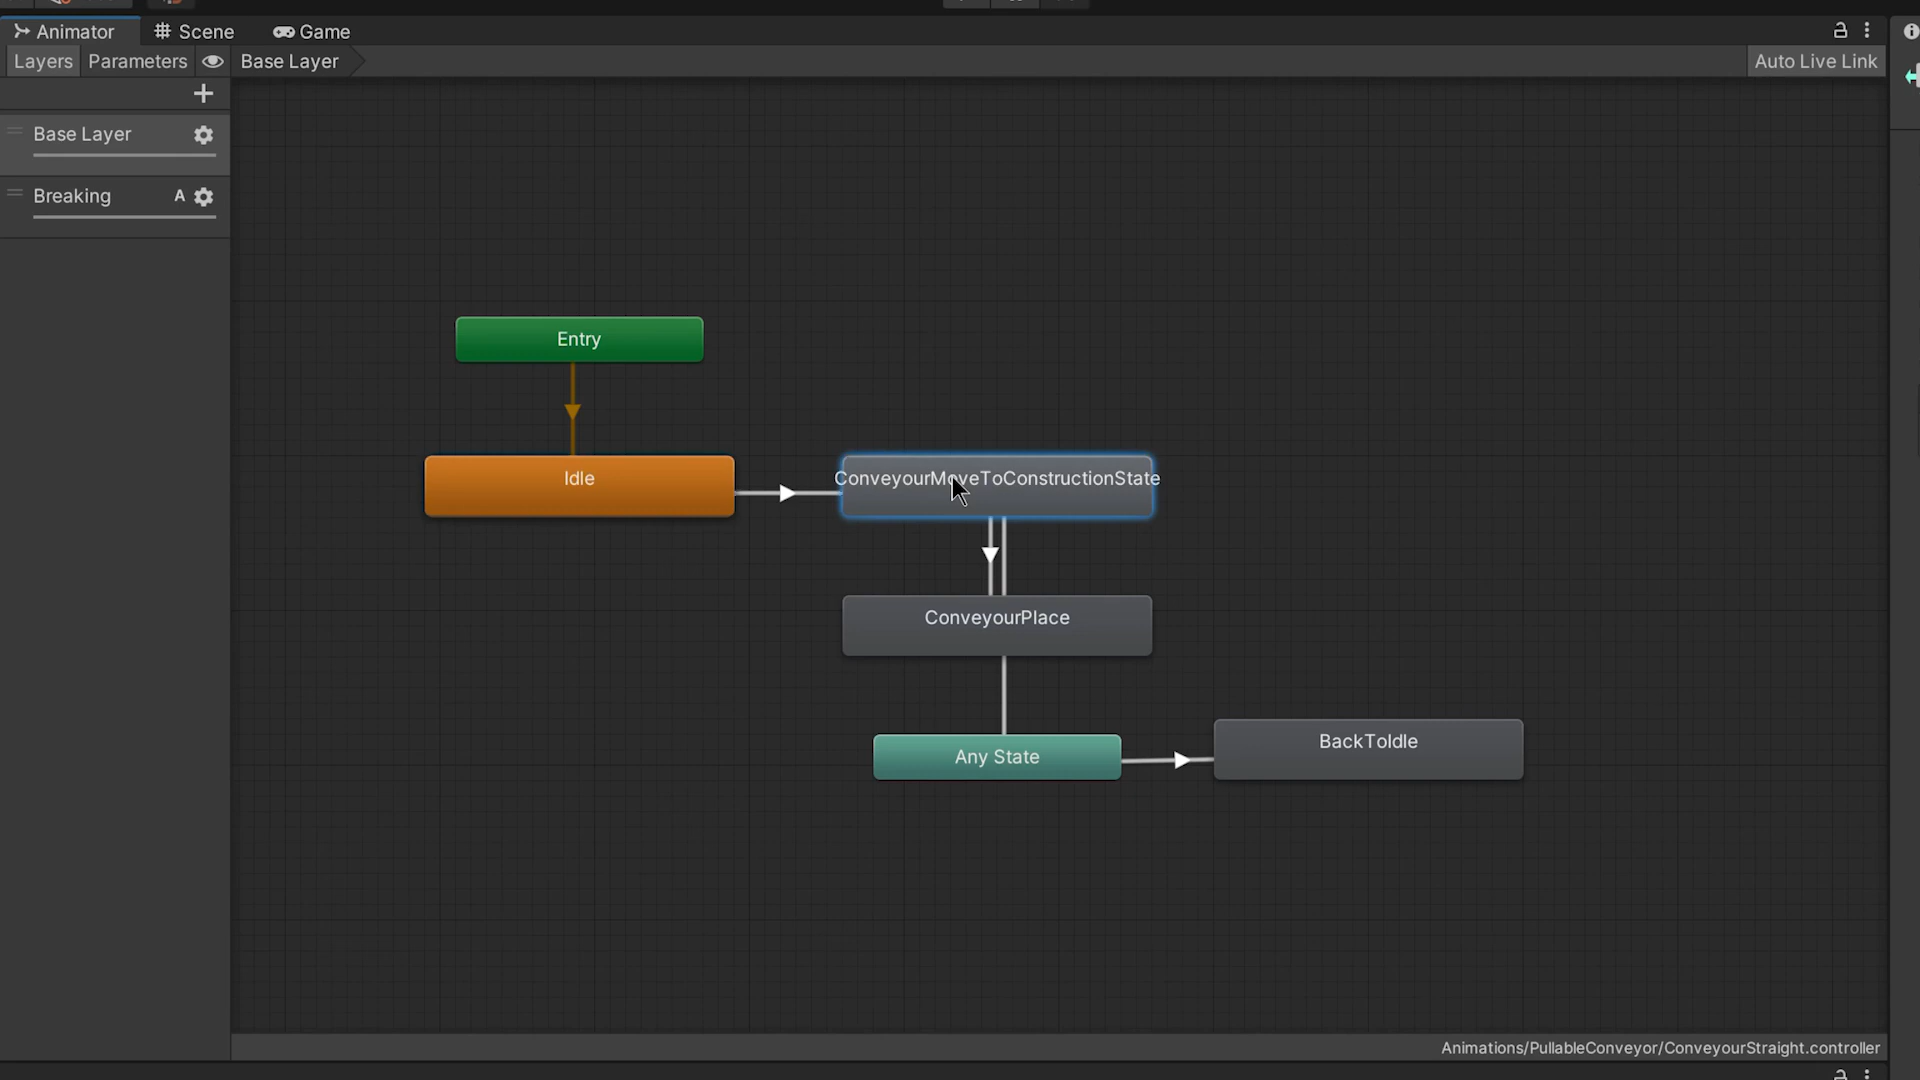 Animator Scene Game
Layers Parameters Base Layer Auto Live Link
Base Layer
Breaking A
Entry
Idle
ConveyourMoveToConstructionState
ConveyourPlace
Any State
BackToIdle
Animations/PullableConveyor/ConveyourStraight.controller